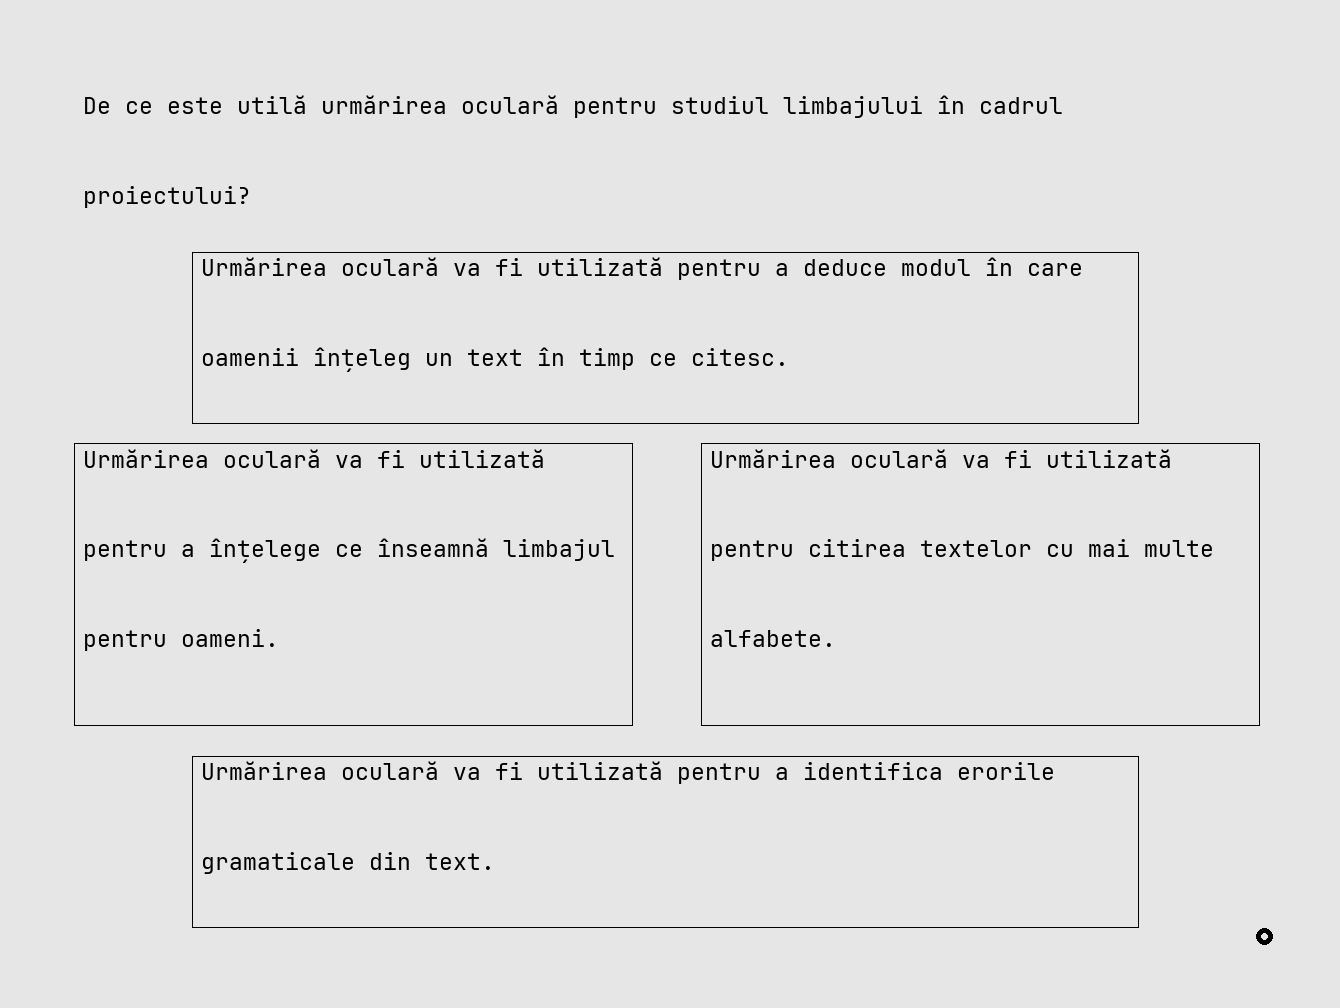 De ce este utilă urmărirea oculară pentru studiul limbajului în cadrul
proiectului?
Urmărirea oculară va fi utilizată pentru a deduce modul în care
oamenii înțeleg un text în timp ce citesc.
Urmărirea oculară va fi utilizată
pentru a înțelege ce înseamnă limbajul
pentru oameni.
Urmărirea oculară va fi utilizată
pentru citirea textelor cu mai multe
alfabete.
Urmărirea oculară va fi utilizată pentru a identifica erorile
gramaticale din text.